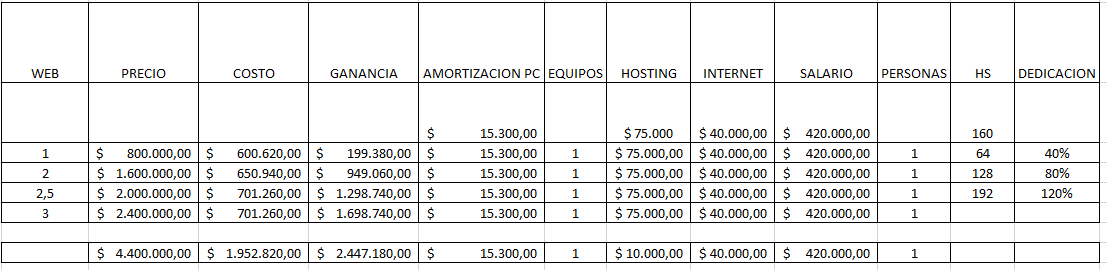 WEB PRECIO COSTO GANANCIA AMORTIZACION PC EQUIPOS HOSTING INTERNET SALARIO PERSONAS HS DEDICACION
$ 15.300,00 $ 75.000 $ 40.000,00 $ 420.000,00 160
1 $ 800.000,00 $ 600.620,00 $ 199.380,00 $ 15.300,00 1 $ 75.000,00 $ 40.000,00 $ 420.000,00 1 64 40%
2 $ 1.600.000,00 $ 650.940,00 $ 949.060,00 $ 15.300,00 1 $ 75.000,00 $ 40.000,00 $ 420.000,00 1 128 80%
2,5 $ 2.000.000,00 $ 701.260,00 $ 1.298.740,00 $ 15.300,00 1 $ 75.000,00 $ 40.000,00 $ 420.000,00 1 192 120%
3 $ 2.400.000,00 $ 701.260,00 $ 1.698.740,00 $ 15.300,00 1 $ 75.000,00 $ 40.000,00 $ 420.000,00 1
$ 4.400.000,00 $ 1.952.820,00 $ 2.447.180,00 $ 15.300,00 1 $ 10.000,00 $ 40.000,00 $ 420.000,00 1